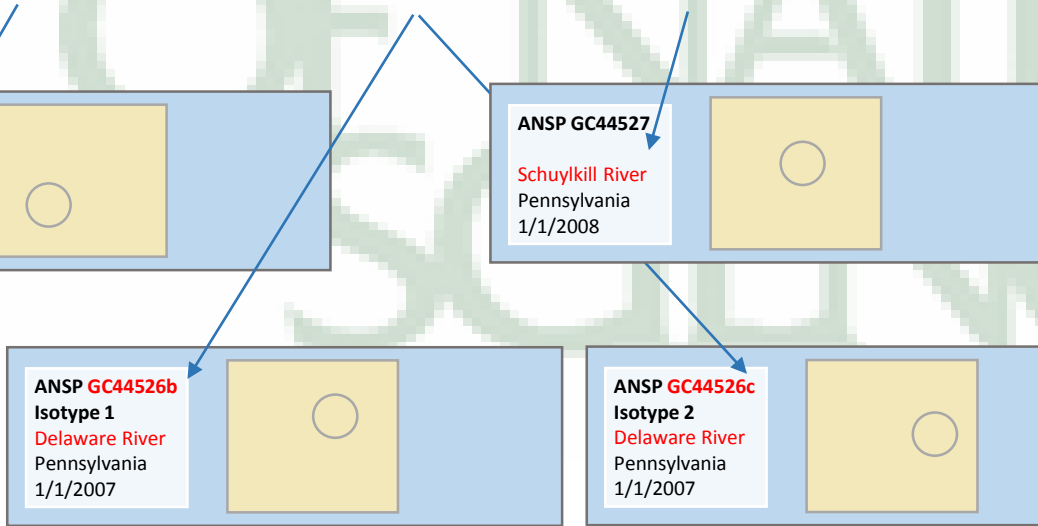 ANSP GC44527
Schuylkill River
Pennsylvania
1/1/2008
ANSP GC44526b
Isotype 1
Delaware River
Pennsylvania
1/1/2007
ANSP GC44526c
Isotype 2
Delaware River
Pennsylvania
1/1/2007